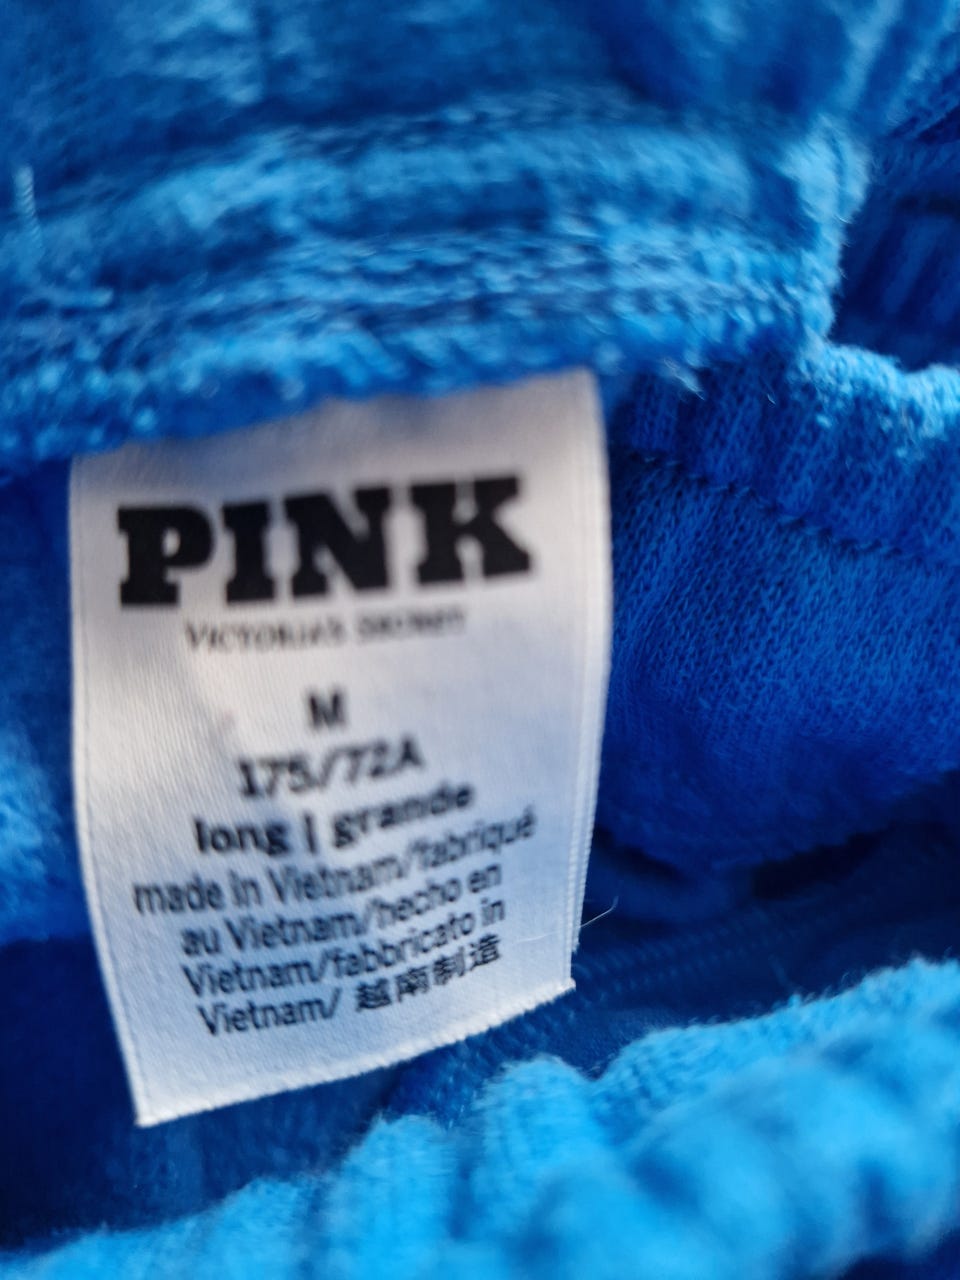 PINK
VICTORIA'S SECRET
M
175/72A
long | grande
made in Vietnam/fabriqué
au Vietnam/hecho en
Vietnam/fabbricato in
Vietnam/ 越南制造